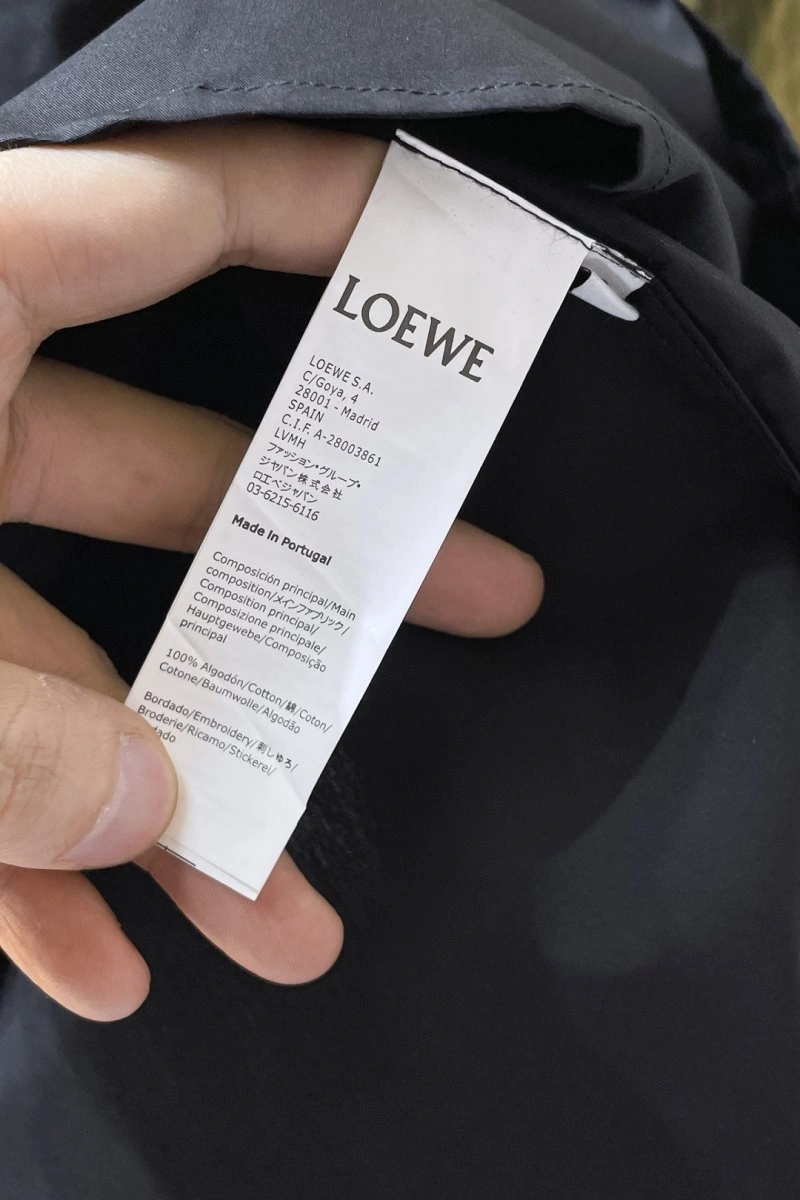 LOEWE
LOEWE S.A.
C/Goya, 4
28001 - Madrid
SPAIN
C.I.F. A-28003861
LVMH
ファッション・グループ・
ジャパン株式会社
ロエベジャパン
03-6215-6116
Made in Portugal
Composición principal/Main
composition/メインファブリック/
Composition principal/
Composizione principale/
Hauptgewebe/Composição
principal
100% Algodón/Cotton/綿/Coton/
Cotone/Baumwolle/Algodão
Bordado/Embroidery/刺しゅう/
Broderie/Ricamo/Stickerei/